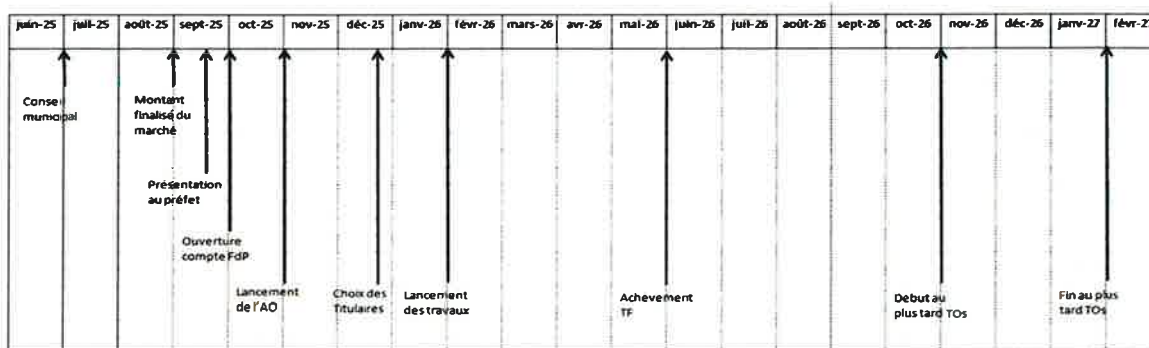 juin-25 juil-25 août-25 sept-25 oct-25 nov-25 déc-25 janv-26 févr-26 mars-26 avr-26 mai-26 juin-26 juil-26 août-26 sept-26 oct-26 nov-26 déc-26 janv-27 févr-27
Conseil
municipal
Montant
finalisé du
marché
Présentation
au préfet
Ouverture
compte FdP
Lancement
de l'AO
Choix des
Titulaires
Lancement
des travaux
Achevement
TF
Début au
plus tard TOs
Fin au plus
tard TOs